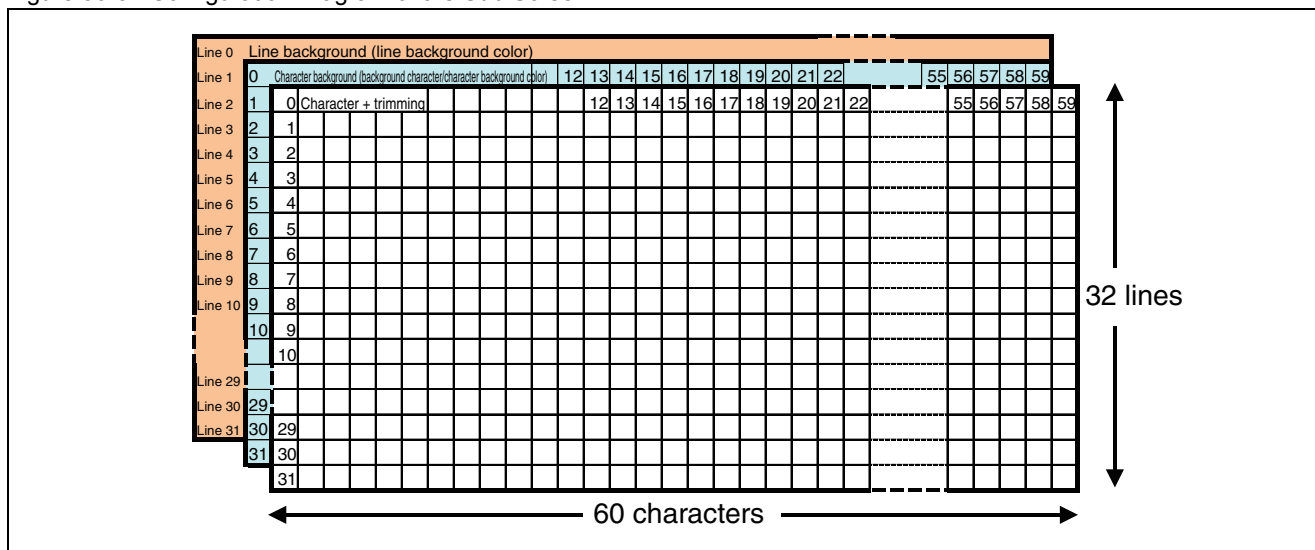 Line 0 Line background (line background color)
Line 1 0 Character background (background character/character background color) 12 13 14 15 16 17 18 19 20 21 22 55 56 57 58 59
Line 2 1 0 Character + trimming 12 13 14 15 16 17 18 19 20 21 22 55 56 57 58 59
Line 3 2 1
Line 4 3 2
Line 5 4 3
Line 6 5 4
Line 7 6 5
Line 8 7 6
Line 9 8 7
Line 10 9 8
32 lines
10 9
10
Line 29
Line 30 29
Line 31 30 29
31 30
31
60 characters